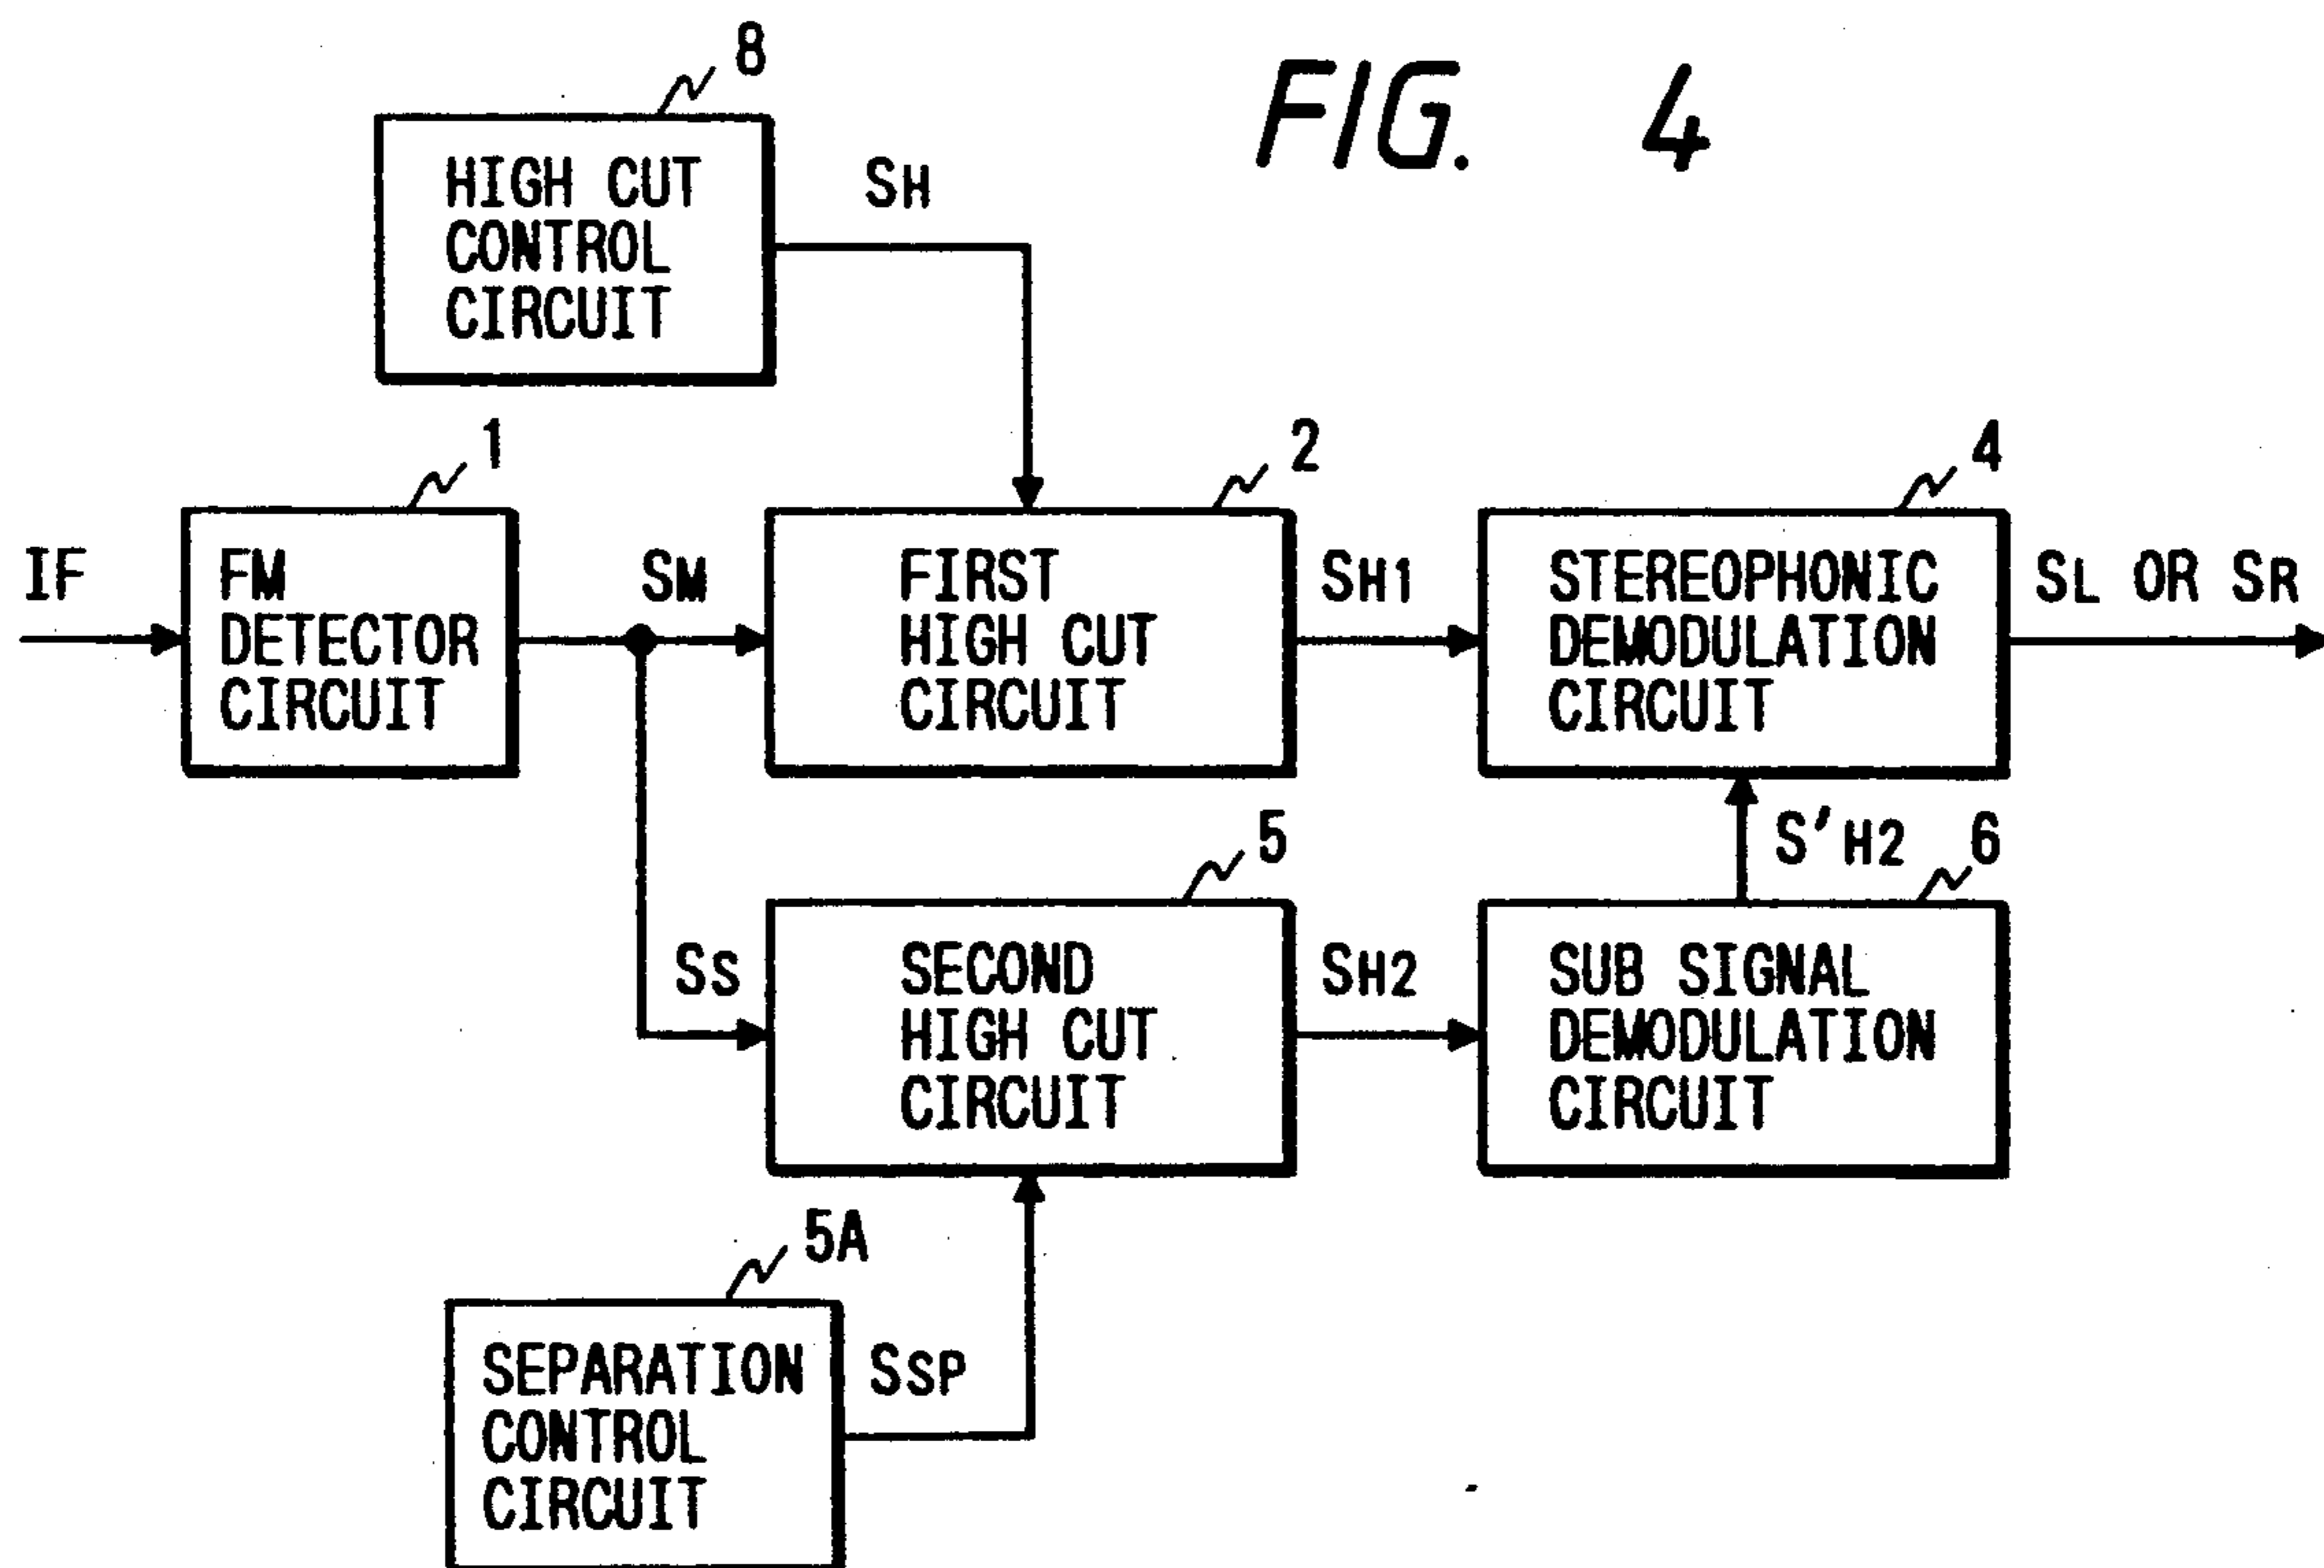 FIG. 4
8
HIGH CUT
CONTROL
CIRCUIT
SH
1
2
4
IF
FM
DETECTOR
CIRCUIT
SM
FIRST
HIGH CUT
CIRCUIT
SH1
STEREOPHONIC
DEMODULATION
CIRCUIT
SL OR SR
5
S'H2
6
SS
SECOND
HIGH CUT
CIRCUIT
SH2
SUB SIGNAL
DEMODULATION
CIRCUIT
5A
SEPARATION
CONTROL
CIRCUIT
SSP